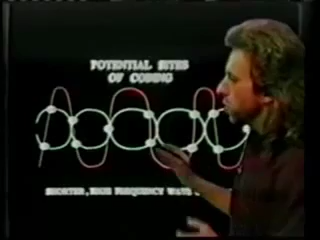 POTENTIAL SITES
OF CODING
SHORTER, HIGH FREQUENCY WAVE